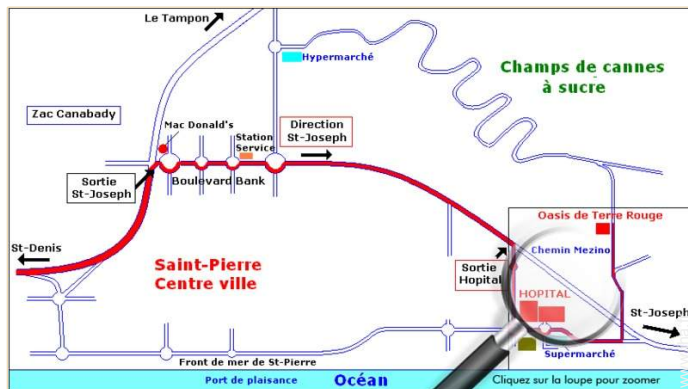 Le Tampon
Hypermarché
Champs de cannes
à sucre
Zac Canabady
Mac Donald's
Station
Service
Direction
St-Joseph
Sortie
St-Joseph
Boulevard Bank
Oasis de Terre Rouge
St-Denis
Chemin Mezino
Saint-Pierre
Centre ville
Sortie
Hopital
HOPITAL
St-Joseph
Front de mer de St-Pierre
Supermarché
Port de plaisance
Océan
Cliquez sur la loupe pour zoomer